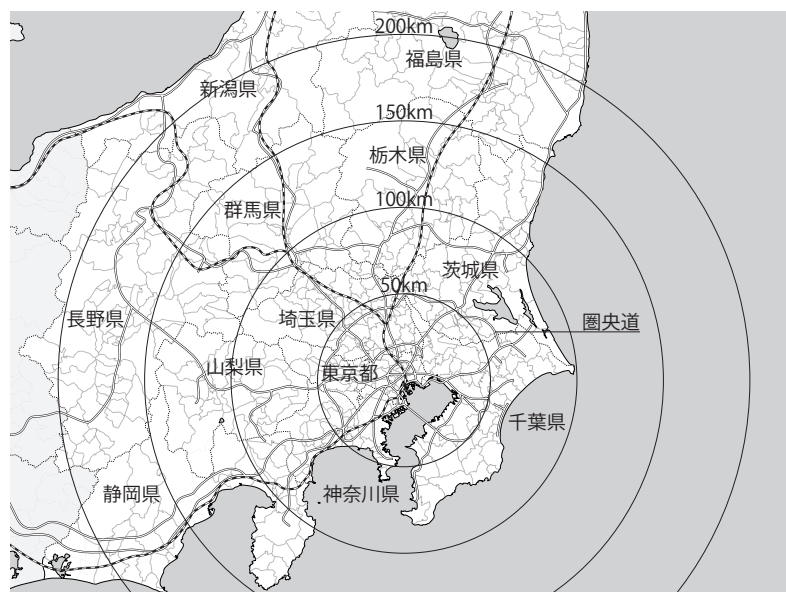 200km
福島県
新潟県
150km
栃木県
100km
群馬県
茨城県
50km
長野県
埼玉県
圏央道
山梨県
東京都
千葉県
静岡県
神奈川県